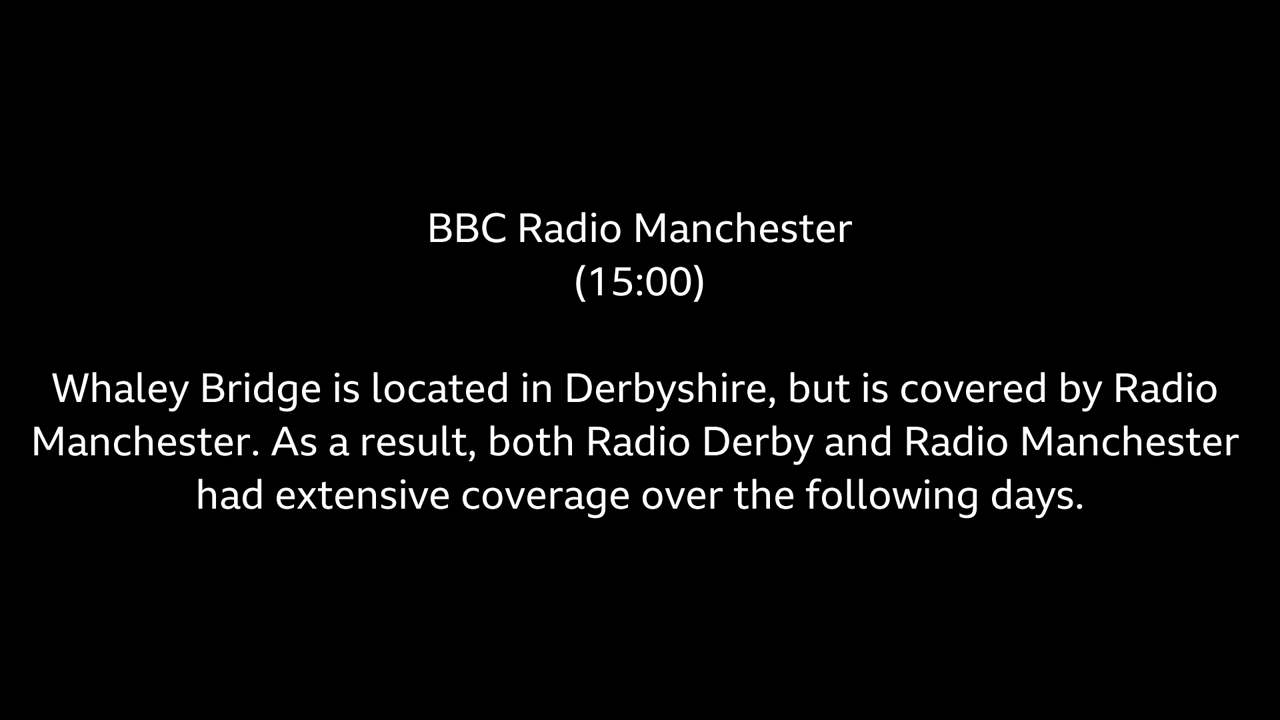 BBC Radio Manchester
(15:00)
Whaley Bridge is located in Derbyshire, but is covered by Radio
Manchester. As a result, both Radio Derby and Radio Manchester
had extensive coverage over the following days.